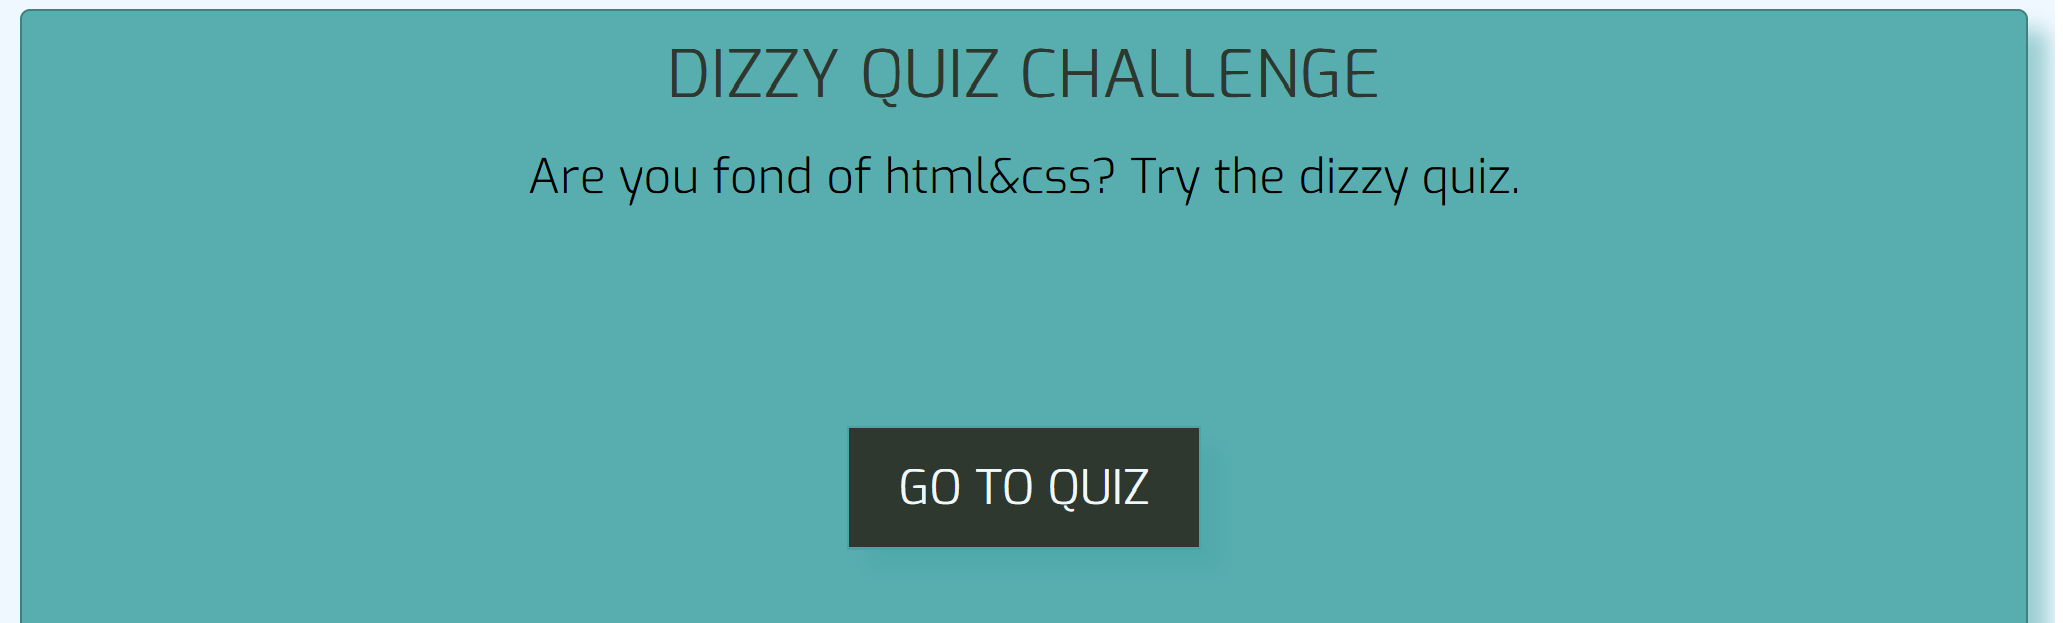 DIZZY QUIZ CHALLENGE
Are you fond of html&css? Try the dizzy quiz.
GO TO QUIZ